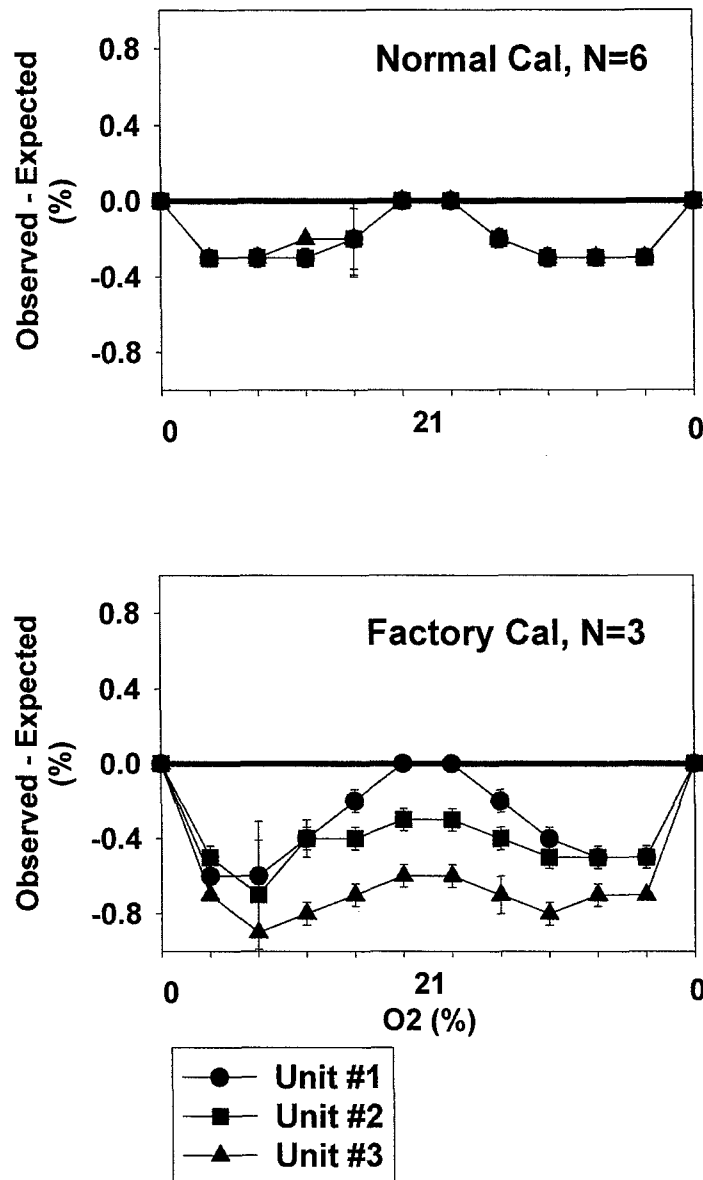 Normal Cal, N=6
Observed - Expected
(%)
0.8
0.4
0.0
-0.4
-0.8
0
21
0
Factory Cal, N=3
Observed - Expected
(%)
0.8
0.4
0.0
-0.4
-0.8
0
21
0
O2 (%)
Unit #1
Unit #2
Unit #3